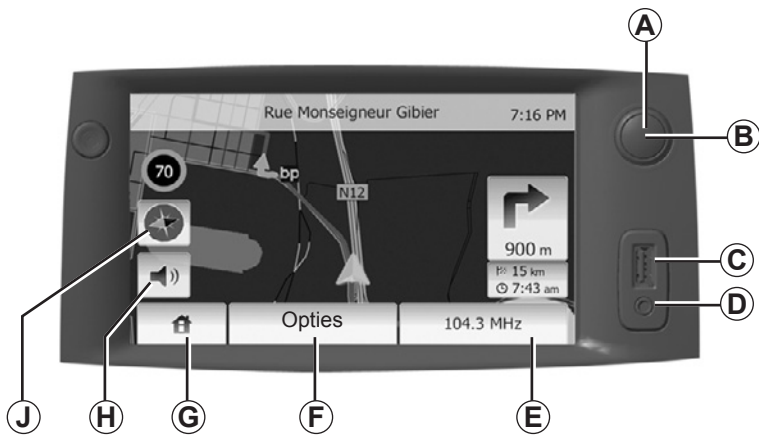 A
Rue Monseigneur Gibier 7:16 PM
B
70
bp
N12
900 m
15 km
7:43 am
C
D
Opties
104.3 MHz
J
H
G
F
E